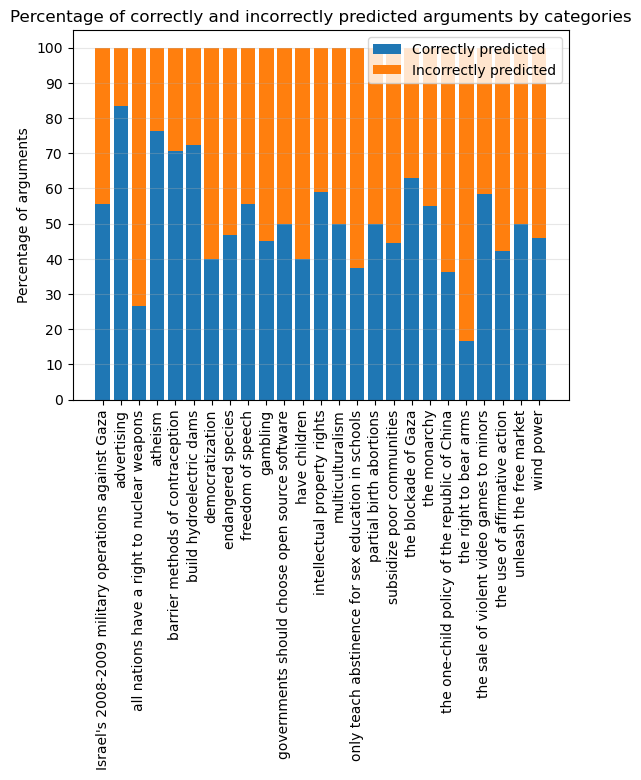 Percentage of correctly and incorrectly predicted arguments by categories
Correctly predicted
Incorrectly predicted
Percentage of arguments
100
90
80
70
60
50
40
30
20
10
0
Israel's 2008-2009 military operations against Gaza
advertising
all nations have a right to nuclear weapons
atheism
barrier methods of contraception
build hydroelectric dams
democratization
endangered species
freedom of speech
gambling
governments should choose open source software
have children
intellectual property rights
multiculturalism
only teach abstinence for sex education in schools
partial birth abortions
subsidize poor communities
the blockade of Gaza
the monarchy
the one-child policy of the republic of China
the right to bear arms
the sale of violent video games to minors
the use of affirmative action
unleash the free market
wind power